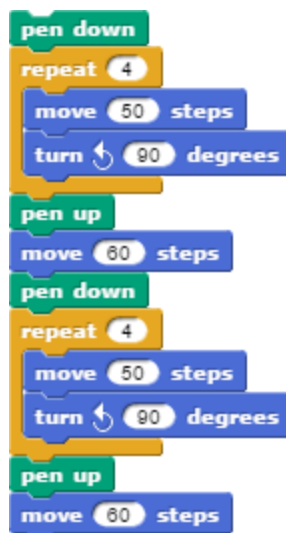 pen down
repeat 4
move 50 steps
turn 90 degrees
pen up
move 60 steps
pen down
repeat 4
move 50 steps
turn 90 degrees
pen up
move 60 steps